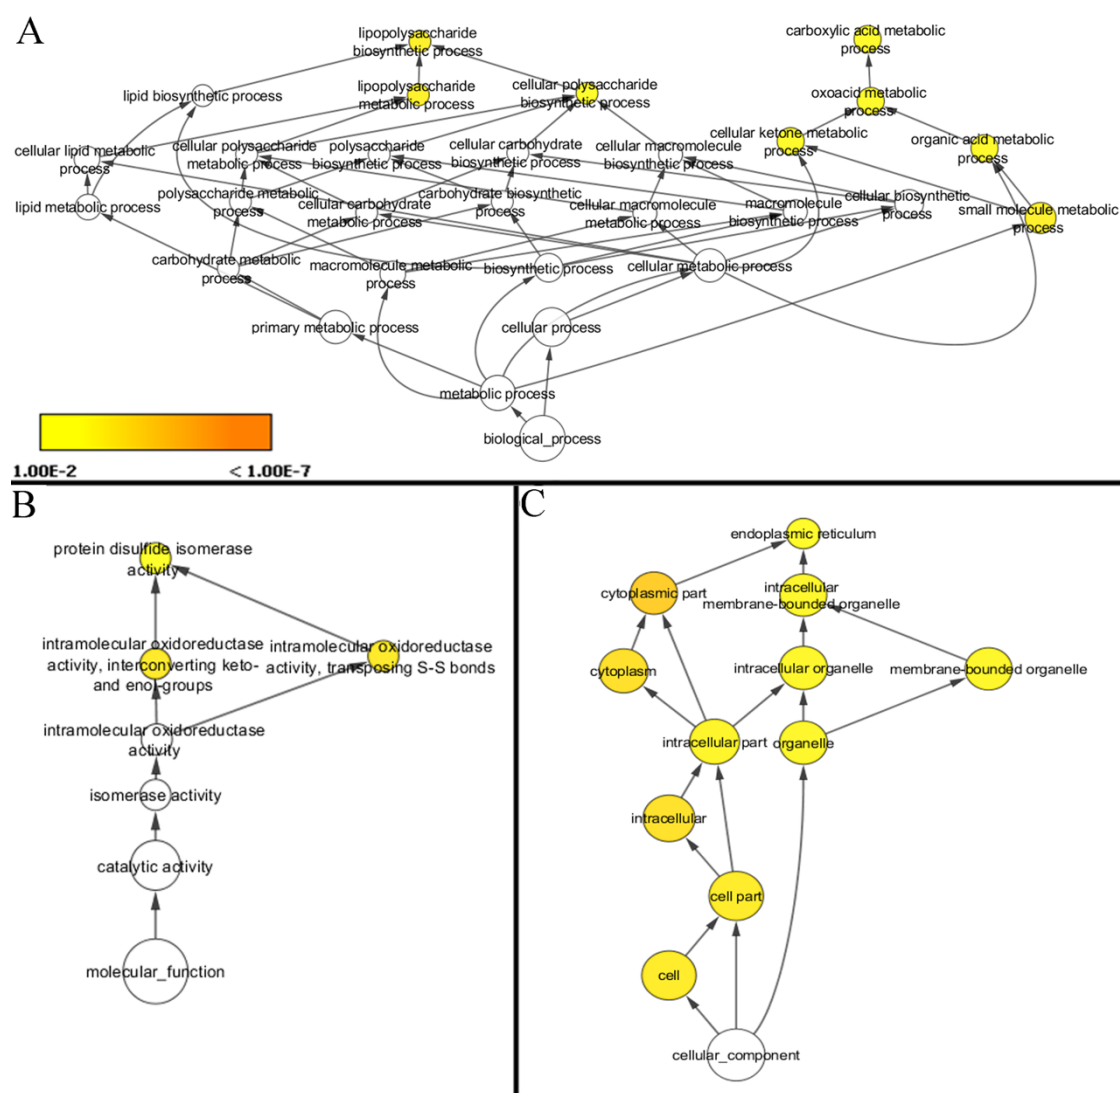 A
lipopolysaccharide
biosynthetic process
carboxylic acid metabolic
process
lipid biosynthetic process
lipopolysaccharide
metabolic process
cellular polysaccharide
biosynthetic process
oxoacid metabolic
process
cellular lipid metabolic
process
cellular polysaccharide
metabolic process
polysaccharide
biosynthetic process
cellular carbohydrate
biosynthetic process
cellular macromolecule
biosynthetic process
cellular ketone metabolic
process
organic acid metabolic
process
lipid metabolic process
polysaccharide metabolic
process
cellular carbohydrate
metabolic process
carbohydrate biosynthetic
process
cellular macromolecule
metabolic process
macromolecule
biosynthetic process
cellular biosynthetic
process
small molecule metabolic
process
carbohydrate metabolic
process
macromolecule metabolic
process
biosynthetic process
cellular metabolic process
primary metabolic process
cellular process
metabolic process
biological_process
1.00E-2
< 1.00E-7
B
protein disulfide isomerase
activity
intramolecular oxidoreductase
activity, interconverting keto-
and enol-groups
intramolecular oxidoreductase
activity, transposing S-S bonds
intramolecular oxidoreductase
activity
isomerase activity
catalytic activity
molecular_function
C
endoplasmic reticulum
cytoplasmic part
intracellular
membrane-bounded organelle
cytoplasm
intracellular organelle
membrane-bounded organelle
intracellular part
organelle
intracellular
cell part
cell
cellular_component